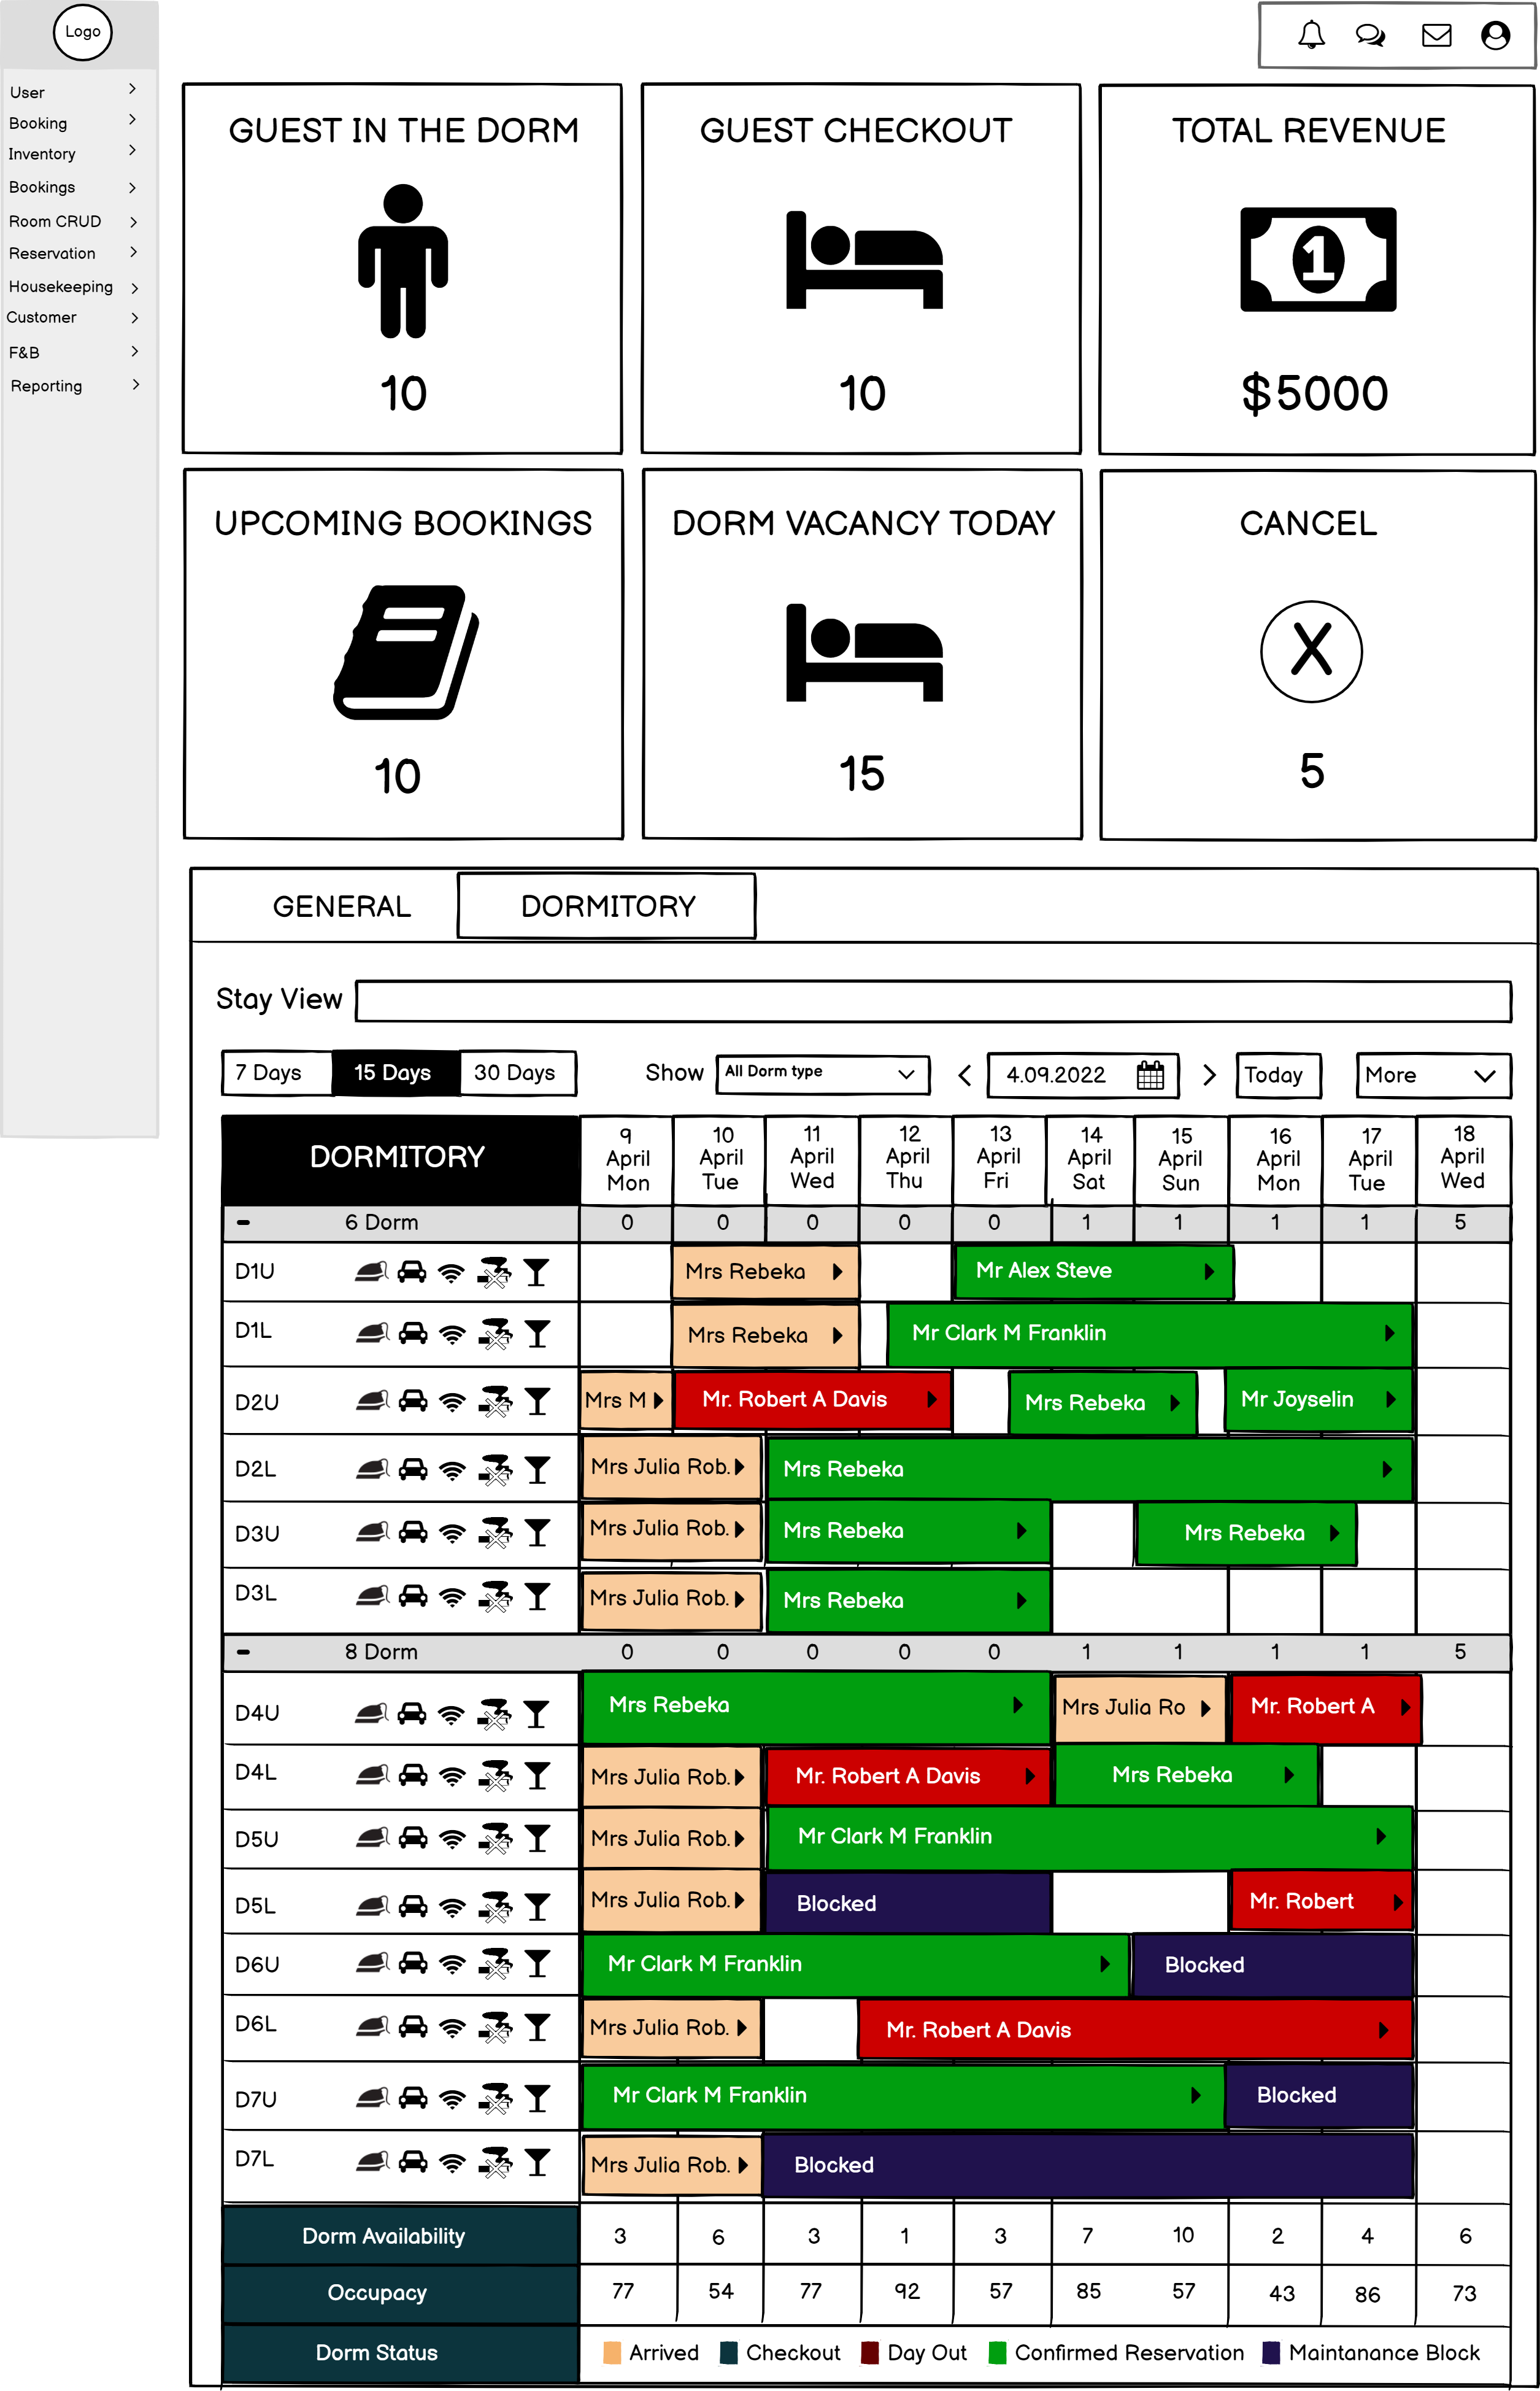 Logo
User
Booking
Inventory
Bookings
Room CRUD
Reservation
Housekeeping
Customer
F&B
Reporting
GUEST IN THE DORM
10
GUEST CHECKOUT
10
TOTAL REVENUE
1
$5000
UPCOMING BOOKINGS
10
DORM VACANCY TODAY
15
CANCEL
X
5
GENERAL DORMITORY
Stay View
7 Days 15 Days 30 Days Show All Dorm type 4.09.2022 Today More
DORMITORY
9 April Mon
10 April Tue
11 April Wed
12 April Thu
13 April Fri
14 April Sat
15 April Sun
16 April Mon
17 April Tue
18 April Wed
6 Dorm 0 0 0 0 0 1 1 1 1 5
D1U Mrs Rebeka Mr Alex Steve
D1L Mrs Rebeka Mr Clark M Franklin
D2U Mrs M Mr. Robert A Davis Mrs Rebeka Mr Joyselin
D2L Mrs Julia Rob. Mrs Rebeka
D3U Mrs Julia Rob. Mrs Rebeka Mrs Rebeka
D3L Mrs Julia Rob. Mrs Rebeka
8 Dorm 0 0 0 0 0 1 1 1 1 5
D4U Mrs Rebeka Mrs Julia Ro Mr. Robert A
D4L Mrs Julia Rob. Mr. Robert A Davis Mrs Rebeka
D5U Mrs Julia Rob. Mr Clark M Franklin
D5L Mrs Julia Rob. Blocked Mr. Robert
D6U Mr Clark M Franklin Blocked
D6L Mrs Julia Rob. Mr. Robert A Davis
D7U Mr Clark M Franklin Blocked
D7L Mrs Julia Rob. Blocked
Dorm Availability 3 6 3 1 3 7 10 2 4 6
Occupacy 77 54 77 92 57 85 57 43 86 73
Dorm Status Arrived Checkout Day Out Confirmed Reservation Maintanance Block